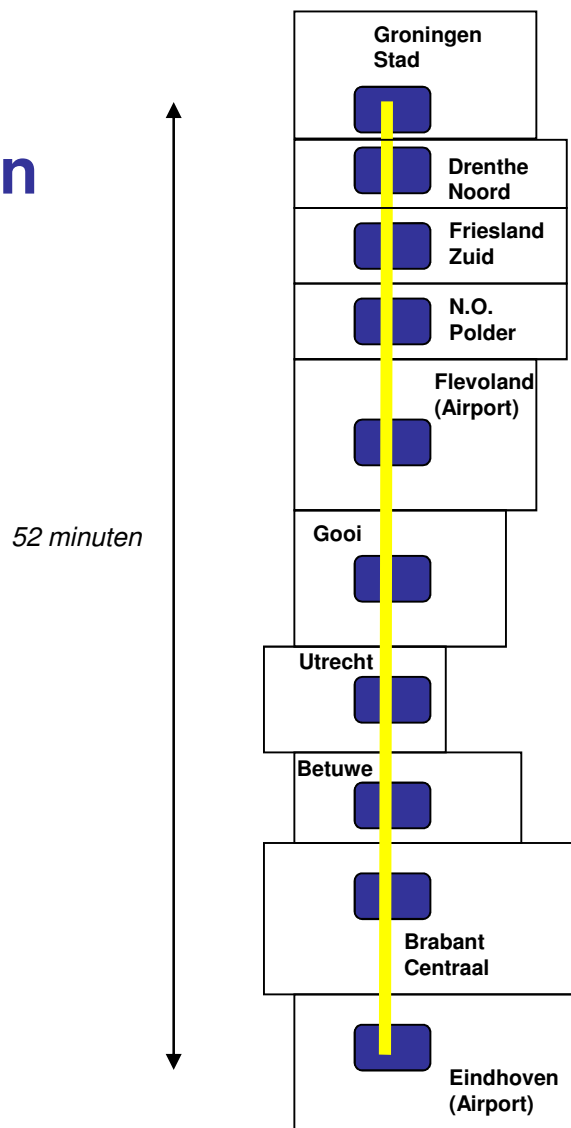 Groningen
Stad
n
Drenthe
Noord
Friesland
Zuid
N.O.
Polder
Flevoland
(Airport)
52 minuten
Gooi
Utrecht
Betuwe
Brabant
Centraal
Eindhoven
(Airport)